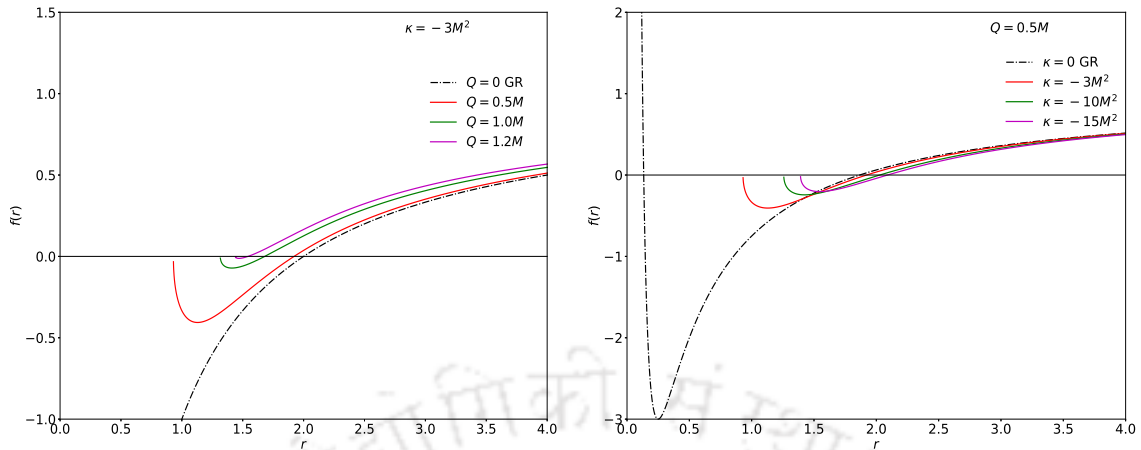 κ = −3M²
Q = 0 GR
Q = 0.5M
Q = 1.0M
Q = 1.2M
f(r)
1.5
1.0
0.5
0.0
−0.5
−1.0
0.0 0.5 1.0 1.5 2.0 2.5 3.0 3.5 4.0
r
Q = 0.5M
κ = 0 GR
κ = −3M²
κ = −10M²
κ = −15M²
f(r)
2
1
0
−1
−2
−3
0.0 0.5 1.0 1.5 2.0 2.5 3.0 3.5 4.0
r